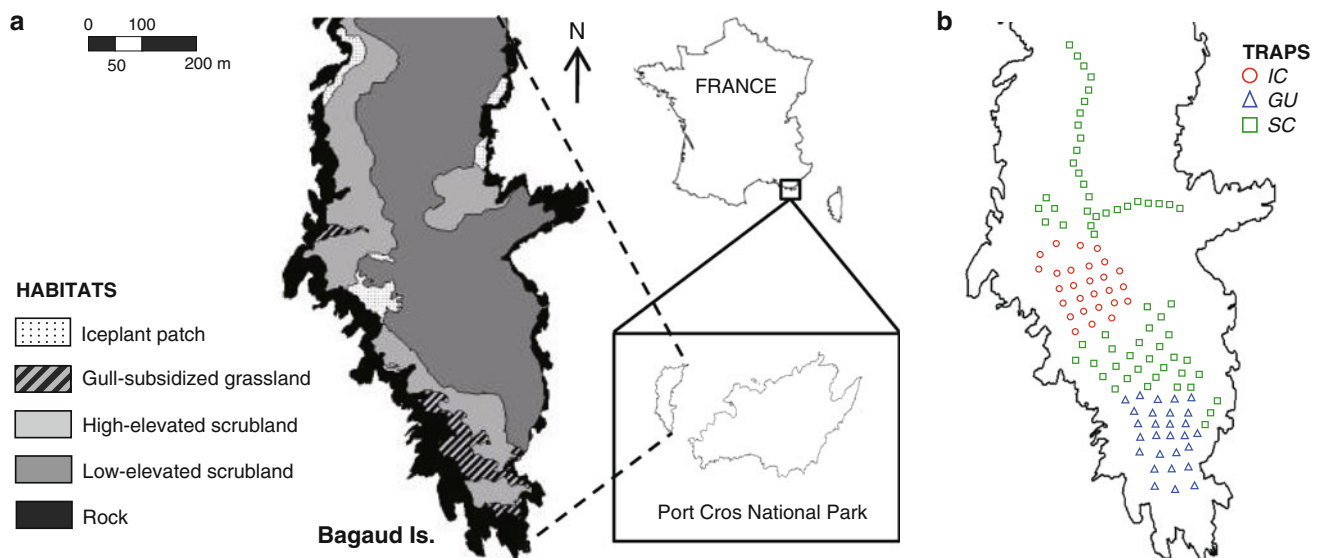 a
0 100
50 200 m
N
FRANCE
HABITATS
Iceplant patch
Gull-subsidized grassland
High-elevated scrubland
Low-elevated scrubland
Rock
Bagaud Is.
Port Cros National Park
b
TRAPS
IC
GU
SC